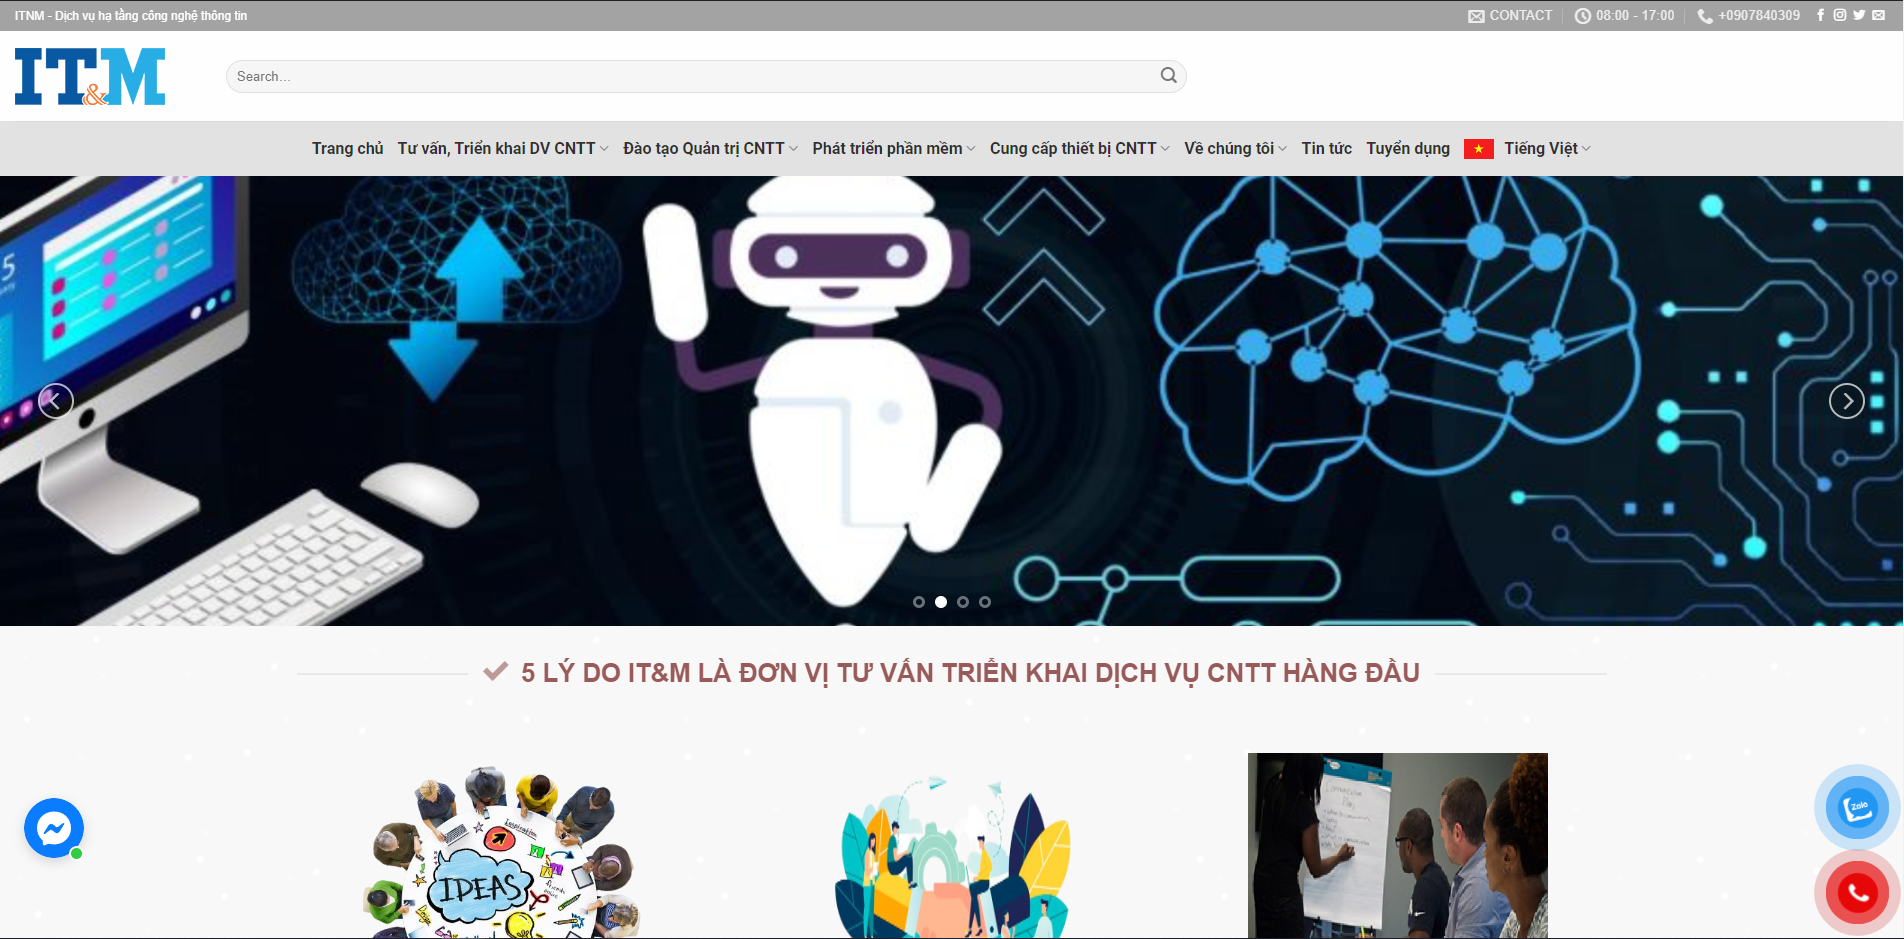 ITNM - Dịch vụ hạ tầng công nghệ thông tin
CONTACT
08:00 - 17:00
+0907840309
IT&M
Search...
Trang chủ
Tư vấn, Triển khai DV CNTT
Đào tạo Quản trị CNTT
Phát triển phần mềm
Cung cấp thiết bị CNTT
Về chúng tôi
Tin tức
Tuyển dụng
Tiếng Việt
5
5 LÝ DO IT&M LÀ ĐƠN VỊ TƯ VẤN TRIỂN KHAI DỊCH VỤ CNTT HÀNG ĐẦU
Inspiration
IDEAS
Design
Zalo